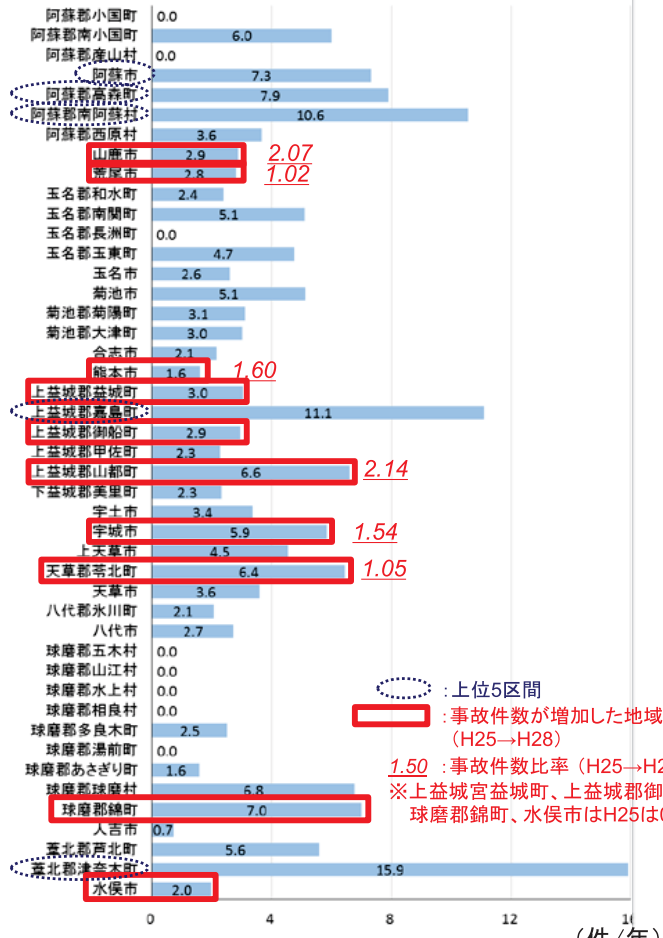 阿蘇郡小国町 0.0
阿蘇郡南小国町 6.0
阿蘇郡産山村 0.0
阿蘇市 7.3
阿蘇郡高森町 7.9
阿蘇郡南阿蘇村 10.6
阿蘇郡西原村 3.6
山鹿市 2.9 2.07
荒尾市 2.8 1.02
玉名郡和水町 2.4
玉名郡南関町 5.1
玉名郡長洲町 0.0
玉名郡玉東町 4.7
玉名市 2.6
菊池市 5.1
菊池郡菊陽町 3.1
菊池郡大津町 3.0
合志市 2.1
熊本市 1.6 1.60
上益城郡益城町 3.0
上益城郡嘉島町 11.1
上益城郡御船町 2.9
上益城郡甲佐町 2.3
上益城郡山都町 6.6 2.14
下益城郡美里町 2.3
宇土市 3.4
宇城市 5.9 1.54
上天草市 4.5
天草郡苓北町 6.4 1.05
天草市 3.6
八代郡氷川町 2.1
八代市 2.7
球磨郡五木村 0.0
球磨郡山江村 0.0
球磨郡水上村 0.0
球磨郡相良村 0.0
球磨郡多良木町 2.5
球磨郡湯前町 0.0
球磨郡あさぎり町 1.6
球磨郡球磨村 6.8
球磨郡錦町 7.0
人吉市 0.7
葦北郡芦北町 5.6
葦北郡津奈木町 15.9
水俣市 2.0
0 4 8 12 16
(件/年)
:上位5区間
:事故件数が増加した地域
(H25→H28)
1.50 :事故件数比率(H25→H2
※上益城宮益城町、上益城郡御
球磨郡錦町、水俣市はH25は